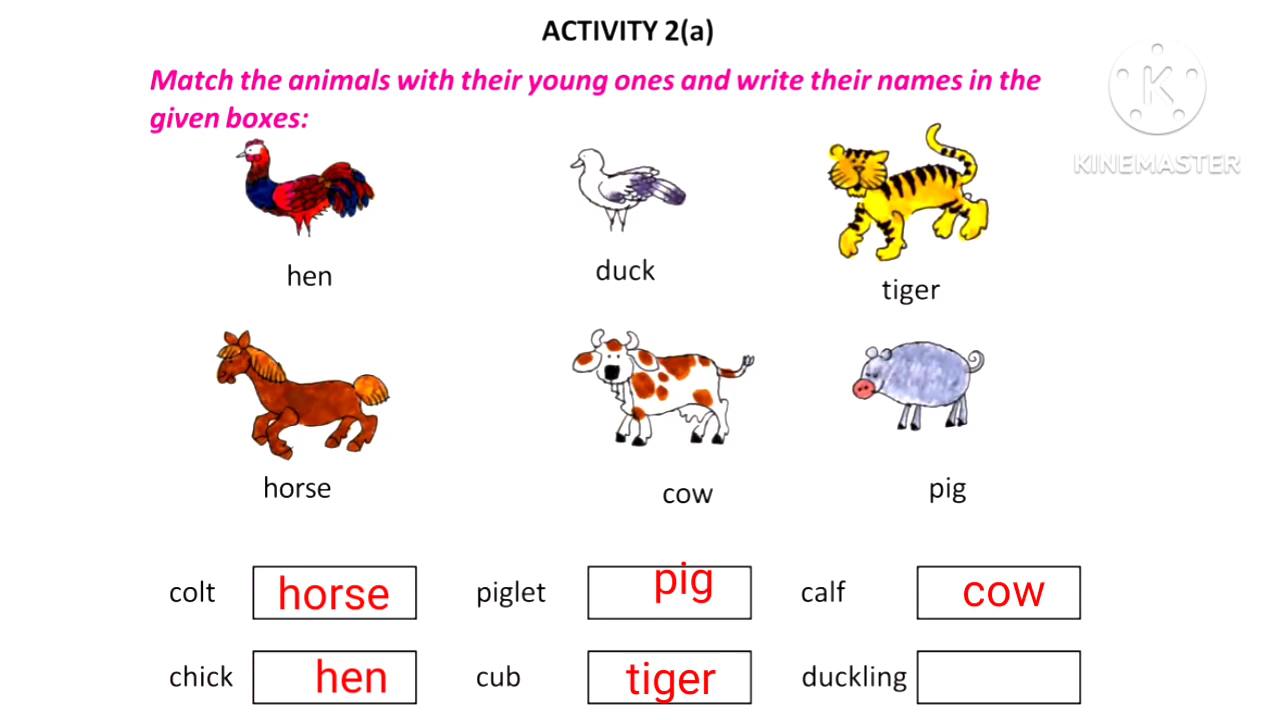 ACTIVITY 2(a)
Match the animals with their young ones and write their names in the
given boxes:
K
KINEMASTER
hen
duck
tiger
horse
cow
pig
colt horse piglet pig calf cow
chick hen cub tiger duckling